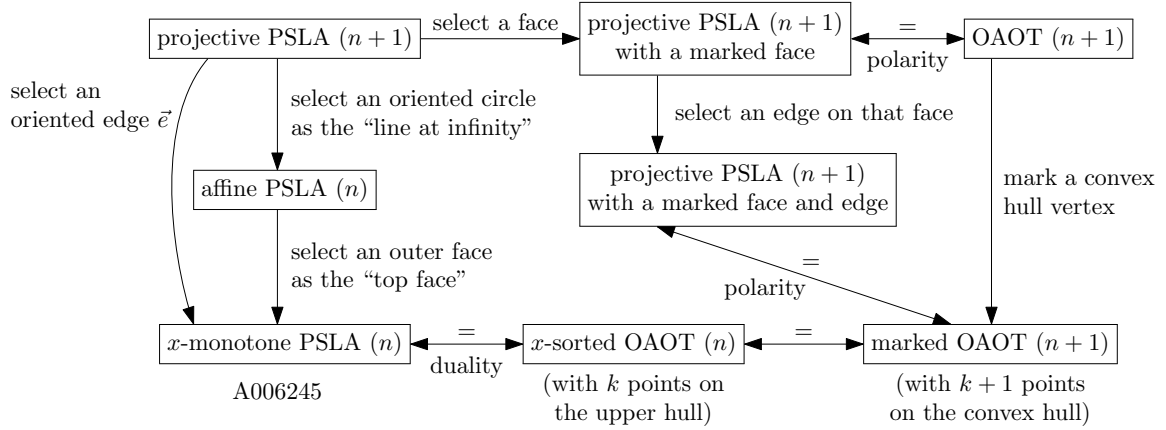 projective PSLA (n + 1)
select a face
projective PSLA (n + 1)
with a marked face
=
polarity
OAOT (n + 1)
select an
oriented edge e⃗
select an oriented circle
as the “line at infinity”
select an edge on that face
affine PSLA (n)
projective PSLA (n + 1)
with a marked face and edge
mark a convex
hull vertex
select an outer face
as the “top face”
=
polarity
x-monotone PSLA (n)
=
duality
x-sorted OAOT (n)
=
marked OAOT (n + 1)
A006245
(with k points on
the upper hull)
(with k + 1 points
on the convex hull)